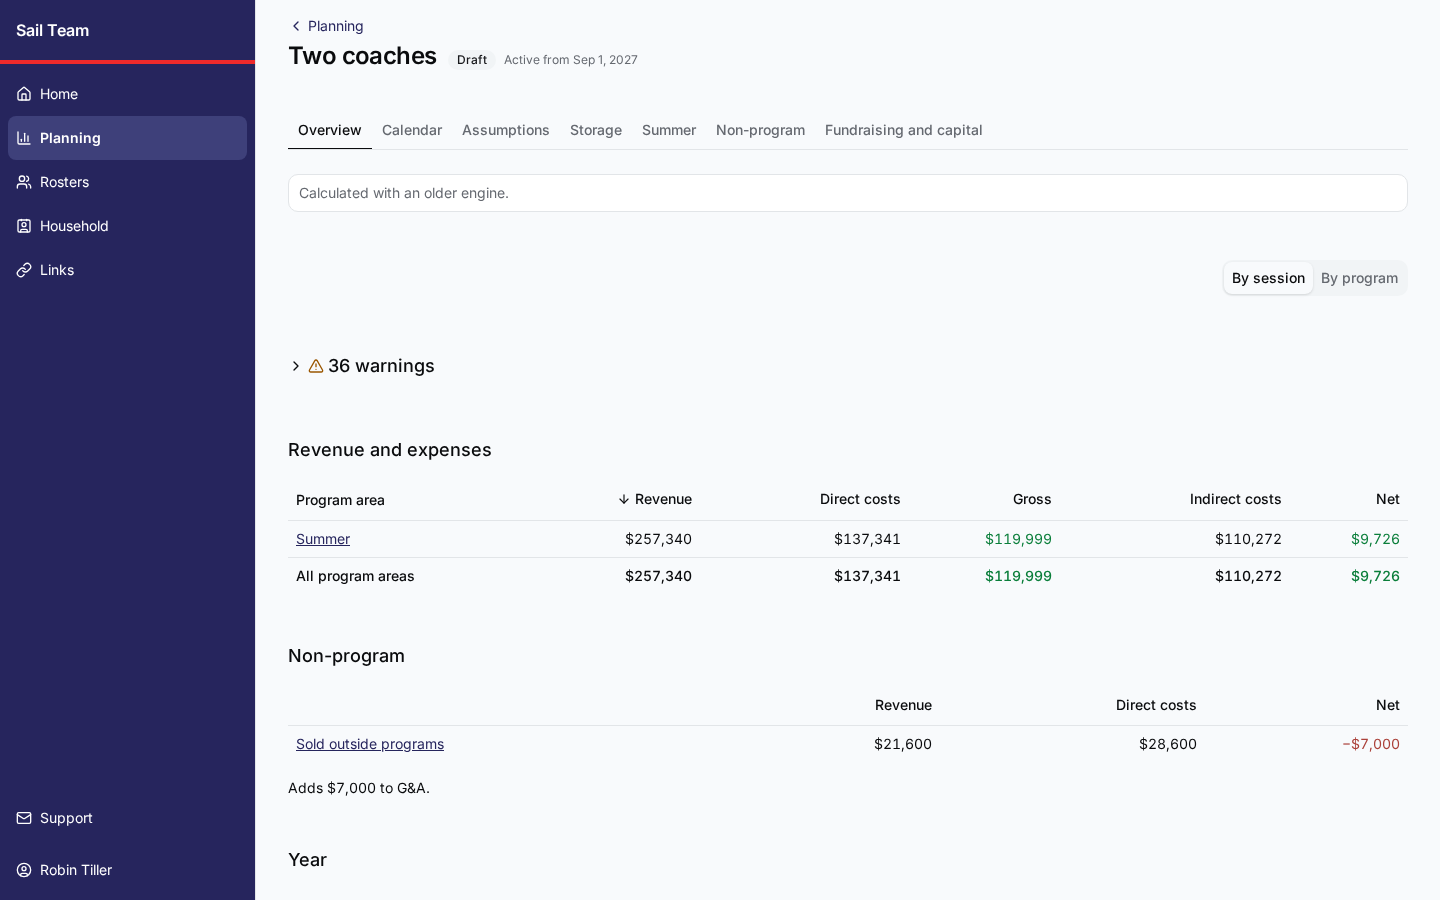 Sail Team
Home
Planning
Rosters
Household
Links
Support
Robin Tiller
Planning
Two coaches Draft Active from Sep 1, 2027
Overview Calendar Assumptions Storage Summer Non-program Fundraising and capital
Calculated with an older engine.
By session By program
36 warnings
Revenue and expenses
Program area ↓ Revenue Direct costs Gross Indirect costs Net
Summer $257,340 $137,341 $119,999 $110,272 $9,726
All program areas $257,340 $137,341 $119,999 $110,272 $9,726
Non-program
Revenue Direct costs Net
Sold outside programs $21,600 $28,600 −$7,000
Adds $7,000 to G&A.
Year